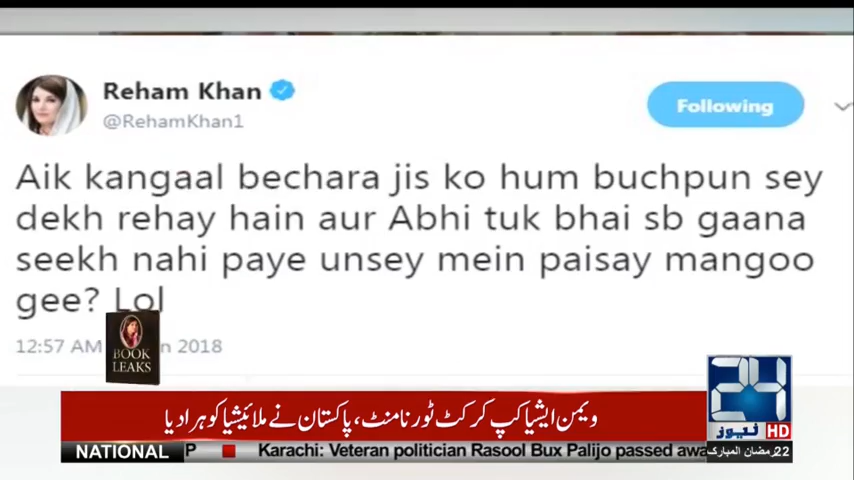 Reham Khan
@RehamKhan1
Following
Aik kangaal bechara jis ko hum buchpun sey
dekh rehay hain aur Abhi tuk bhai sb gaana
seekh nahi paye unsey mein paisay mangoo
gee? Lol
12:57 AM 2018
BOOK
LEAKS
ویمن ایشیا کپ کرکٹ ٹورنامنٹ، پاکستان نے ملائیشیا کو ہرا دیا
24
نیوز HD
NATIONAL P Karachi: Veteran politician Rasool Bux Palijo passed awa
22 رمضان المبارک